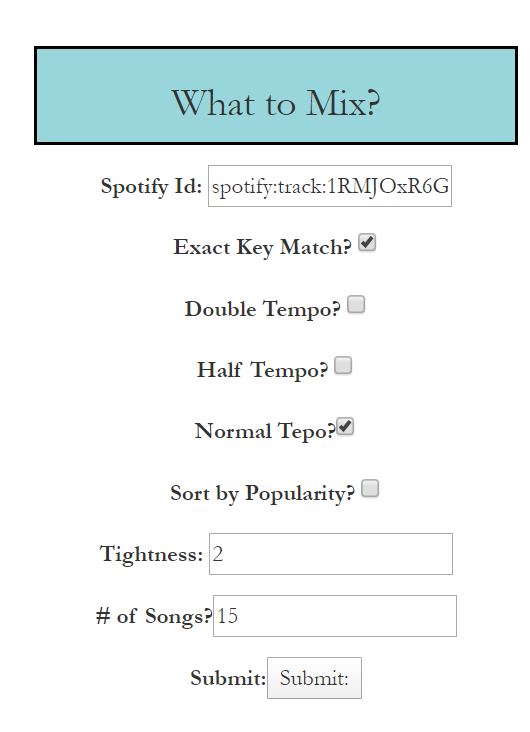 What to Mix?
Spotify Id: spotify:track:1RMJOxR6G
Exact Key Match?
Double Tempo?
Half Tempo?
Normal Tepo?
Sort by Popularity?
Tightness: 2
# of Songs? 15
Submit: Submit: